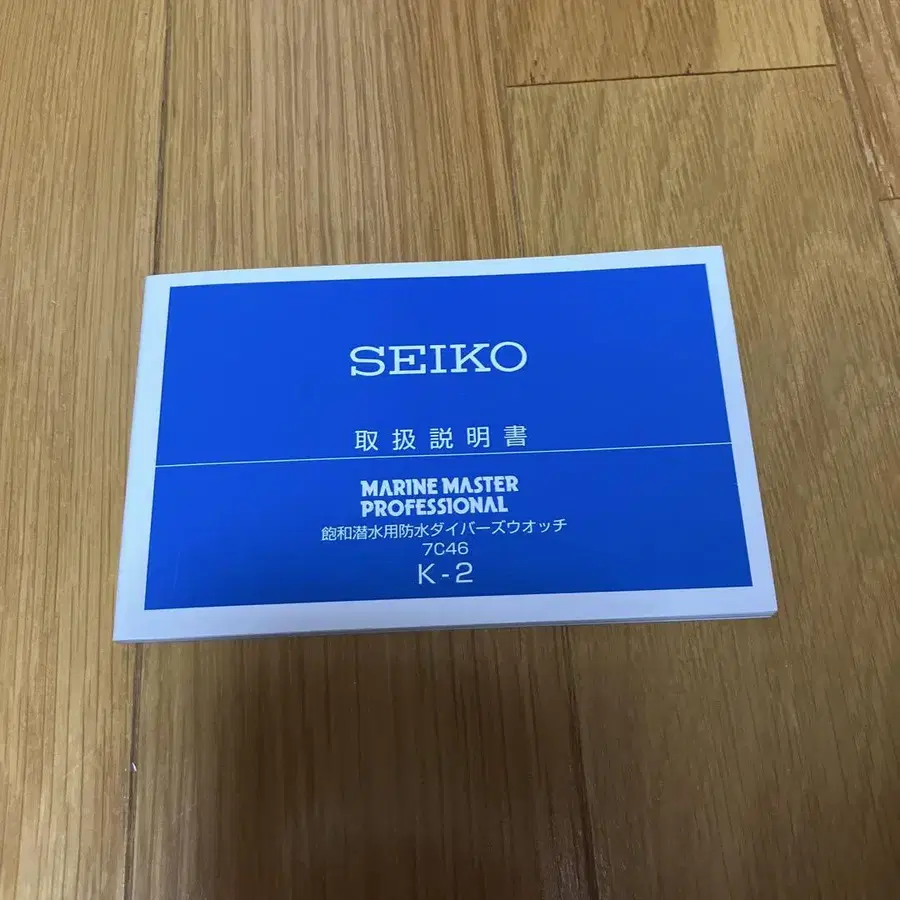 SEIKO
取扱説明書
MARINE MASTER
PROFESSIONAL
飽和潜水用防水ダイバーズウオッチ
7C46
K-2